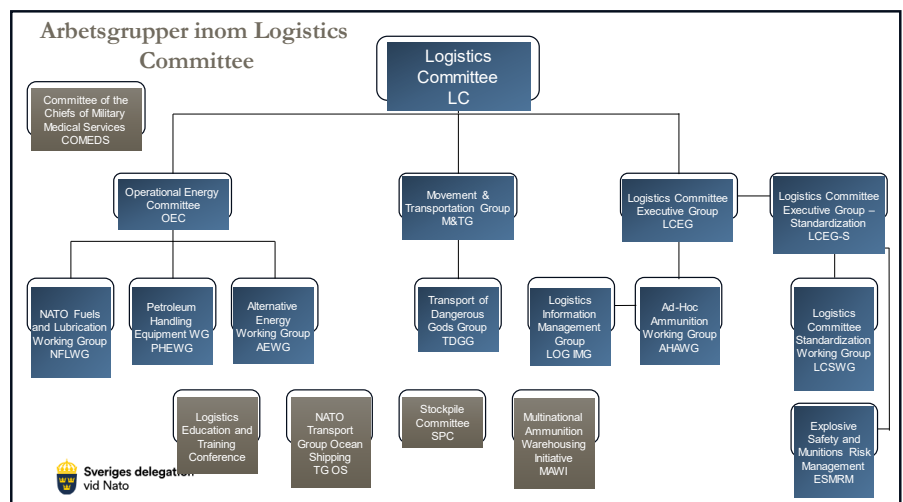 Arbetsgrupper inom Logistics
Committee
Logistics
Committee
LC
Committee of the
Chiefs of Military
Medical Services
COMEDS
Operational Energy
Committee
OEC
Movement &
Transportation Group
M&TG
Logistics Committee
Executive Group
LCEG
Logistics Committee
Executive Group –
Standardization
LCEG-S
NATO Fuels
and Lubrication
Working Group
NFLWG
Petroleum
Handling
Equipment WG
PHEWG
Alternative
Energy
Working Group
AEWG
Transport of
Dangerous
Gods Group
TDGG
Logistics
Information
Management
Group
LOG IMG
Ad-Hoc
Ammunition
Working Group
AHAWG
Logistics
Committee
Standardization
Working Group
LCSWG
Logistics
Education and
Training
Conference
NATO
Transport
Group Ocean
Shipping
TG OS
Stockpile
Committee
SPC
Multinational
Ammunition
Warehousing
Initiative
MAWI
Explosive
Safety and
Munitions Risk
Management
ESMRM
Sveriges delegation
vid Nato